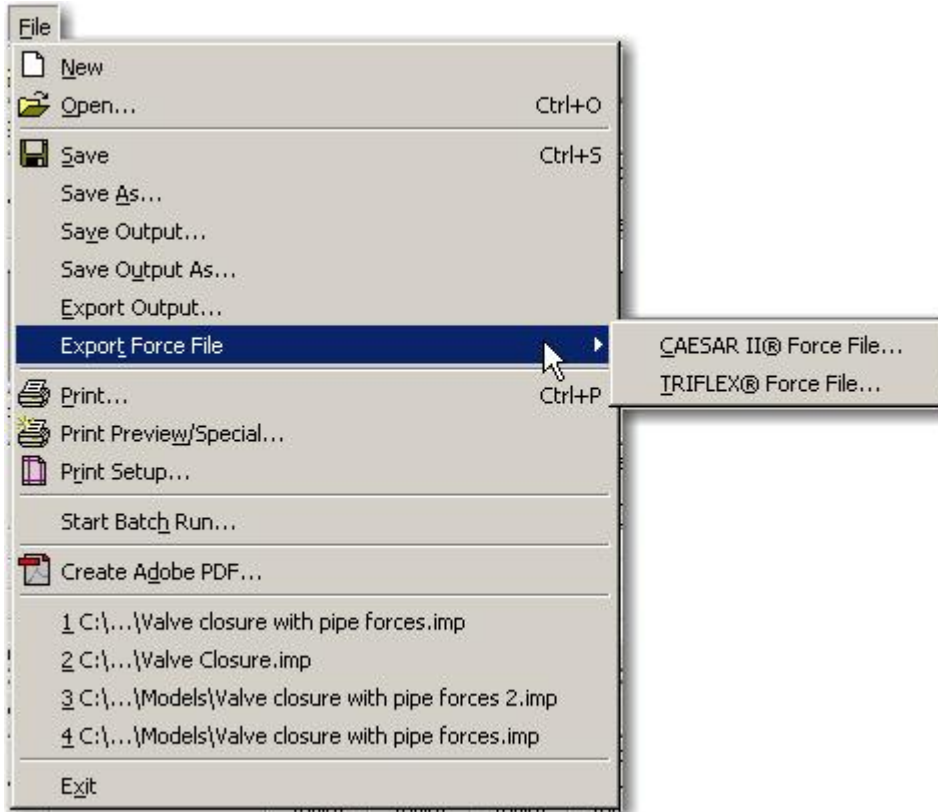 File
New
Open... Ctrl+O
Save Ctrl+S
Save As...
Save Output...
Save Output As...
Export Output...
Export Force File
CAESAR II® Force File...
TRIFLEX® Force File...
Print... Ctrl+P
Print Preview/Special...
Print Setup...
Start Batch Run...
Create Adobe PDF...
1 C:\...\Valve closure with pipe forces.imp
2 C:\...\Valve Closure.imp
3 C:\...\Models\Valve closure with pipe forces 2.imp
4 C:\...\Models\Valve closure with pipe forces.imp
Exit